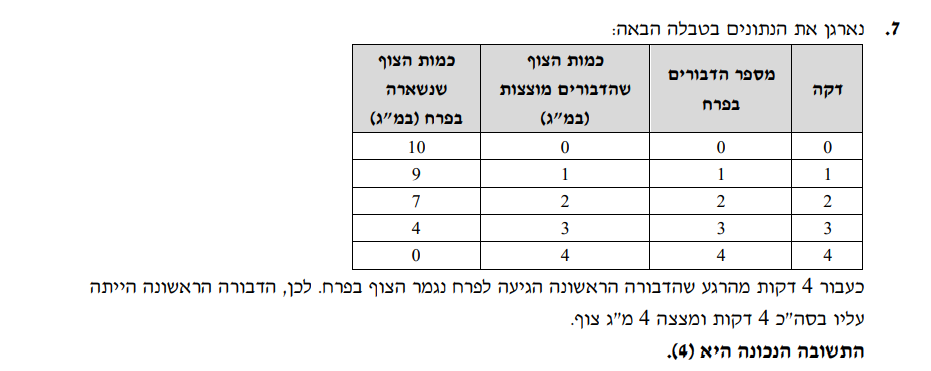 7. נארגן את הנתונים בטבלה הבאה:
דקה | מספר הדבורים בפרח | כמות הצוף שהדבורים מוצצות (במ"ג) | כמות הצוף שנשארה בפרח (במ"ג)
0 | 0 | 0 | 10
1 | 1 | 1 | 9
2 | 2 | 2 | 7
3 | 3 | 3 | 4
4 | 4 | 4 | 0
כעבור 4 דקות מהרגע שהדבורה הראשונה הגיעה לפרח נגמר הצוף בפרח. לכן, הדבורה הראשונה הייתה
עליו בסה"כ 4 דקות ומצצה 4 מ"ג צוף.
התשובה הנכונה היא (4).